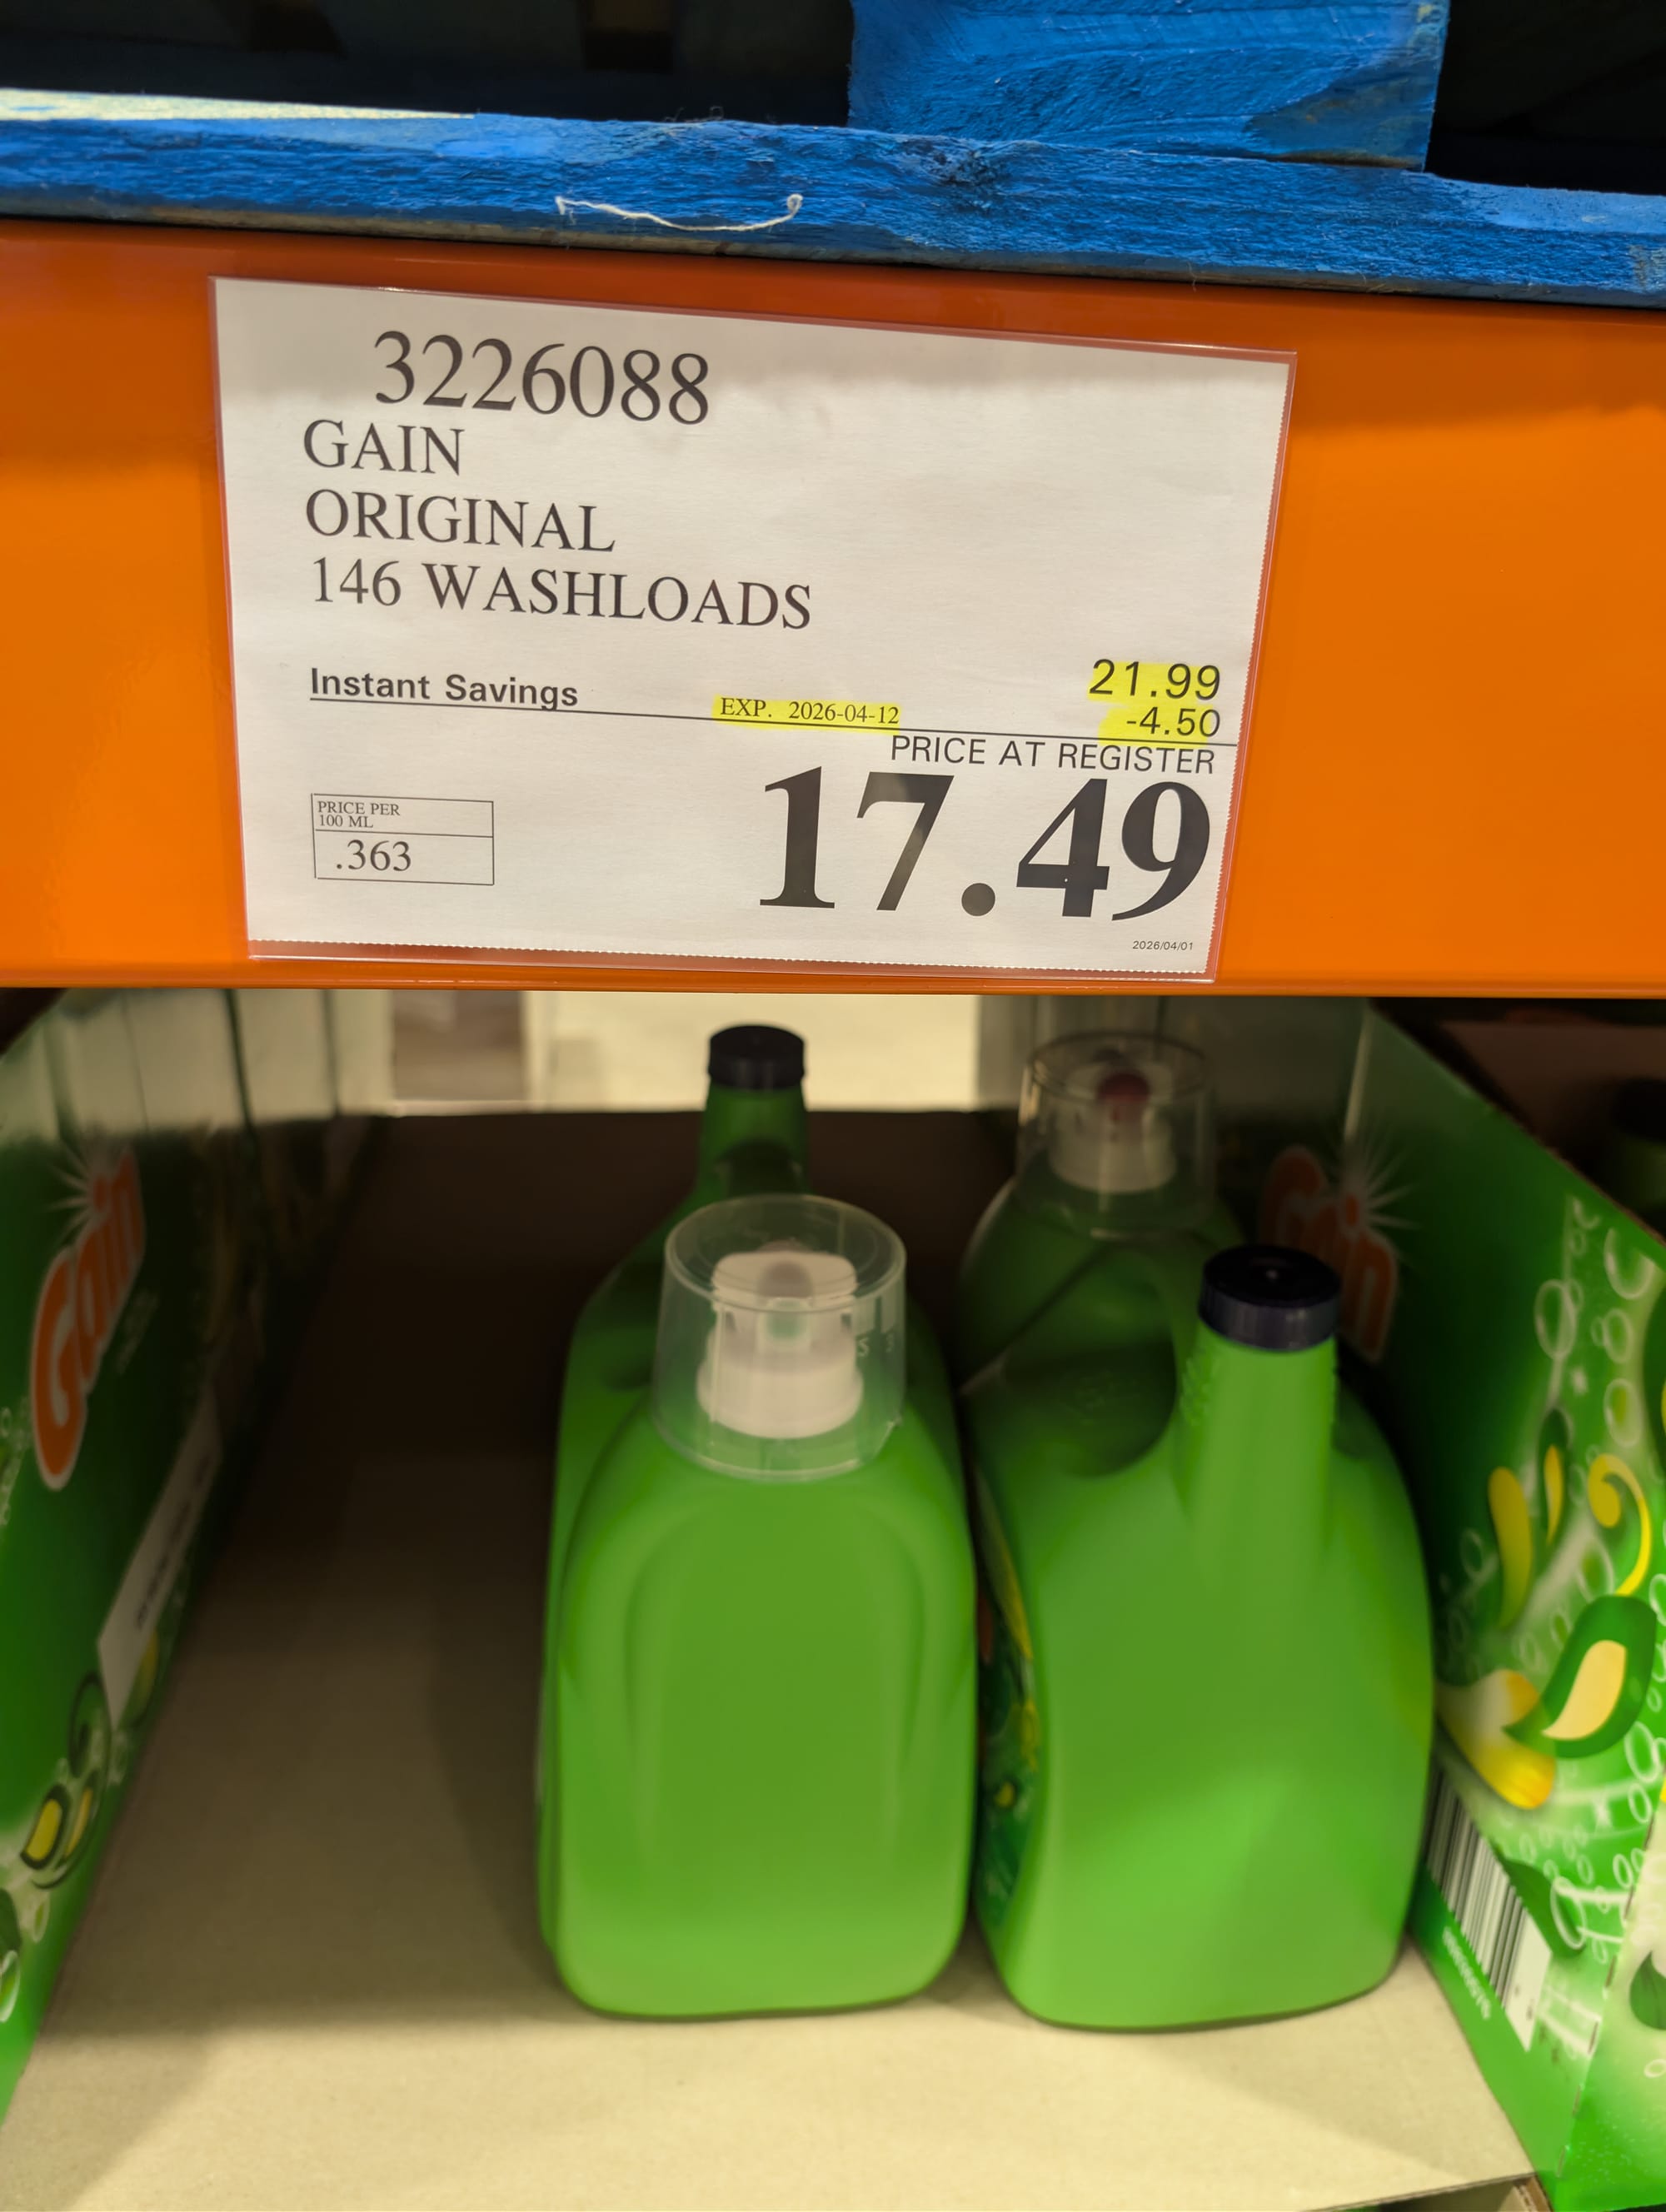 3226088
GAIN
ORIGINAL
146 WASHLOADS
21.99
Instant Savings EXP. 2026-04-12 -4.50
PRICE AT REGISTER
17.49
PRICE PER
100 ML
.363
2026/04/01
Gain
Gain